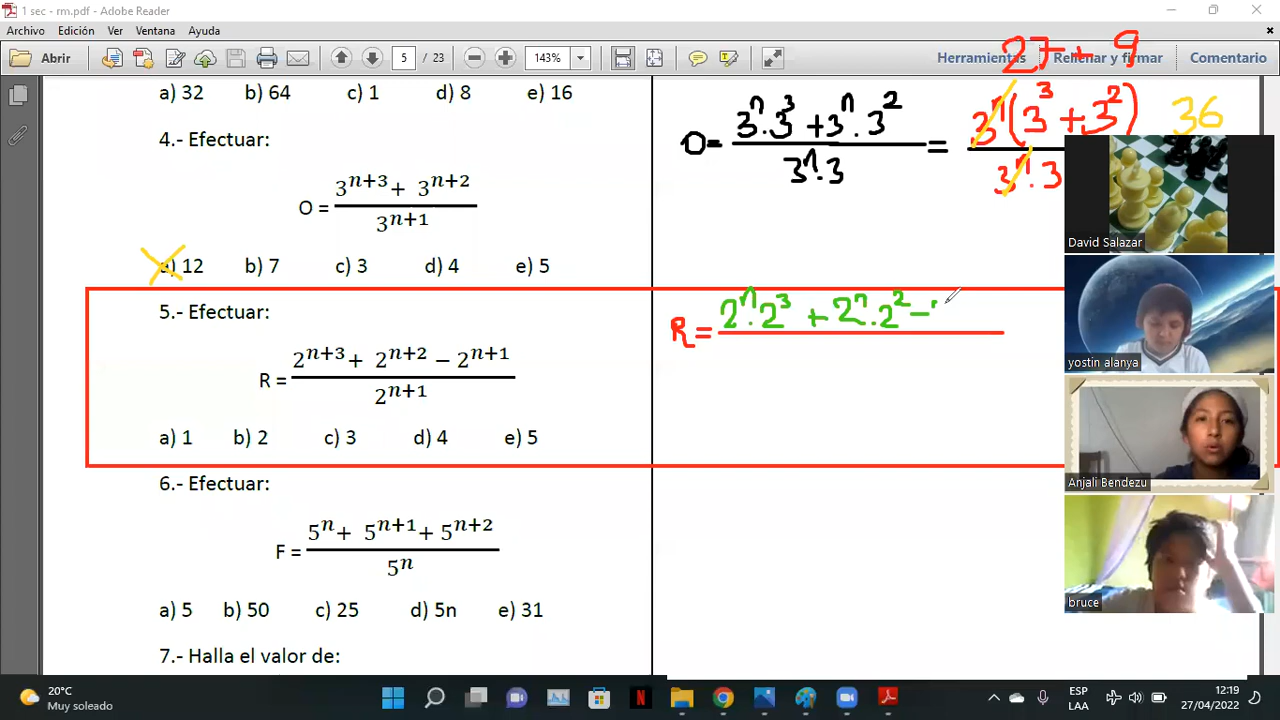 1 sec - rm.pdf - Adobe Reader
Archivo Edición Ver Ventana Ayuda
Abrir 5 / 23 143% Herramientas Rellenar y firmar Comentario
27 + 9
a) 32 b) 64 c) 1 d) 8 e) 16
4.- Efectuar:
O = (3^{n+3} + 3^{n+2}) / 3^{n+1}
a) 12 b) 7 c) 3 d) 4 e) 5
O = (3^n . 3^3 + 3^n . 3^2) / (3^n . 3) = 3^n (3^3 + 3^2) / (3^n . 3) 36
5.- Efectuar:
R = (2^{n+3} + 2^{n+2} − 2^{n+1}) / 2^{n+1}
a) 1 b) 2 c) 3 d) 4 e) 5
R = 2^n . 2^3 + 2^n . 2^2 −
6.- Efectuar:
F = (5^n + 5^{n+1} + 5^{n+2}) / 5^n
a) 5 b) 50 c) 25 d) 5n e) 31
7.- Halla el valor de:
David Salazar
yostin alanya
Anjali Bendezu
bruce
20°C
Muy soleado
ESP
LAA
12:19
27/04/2022